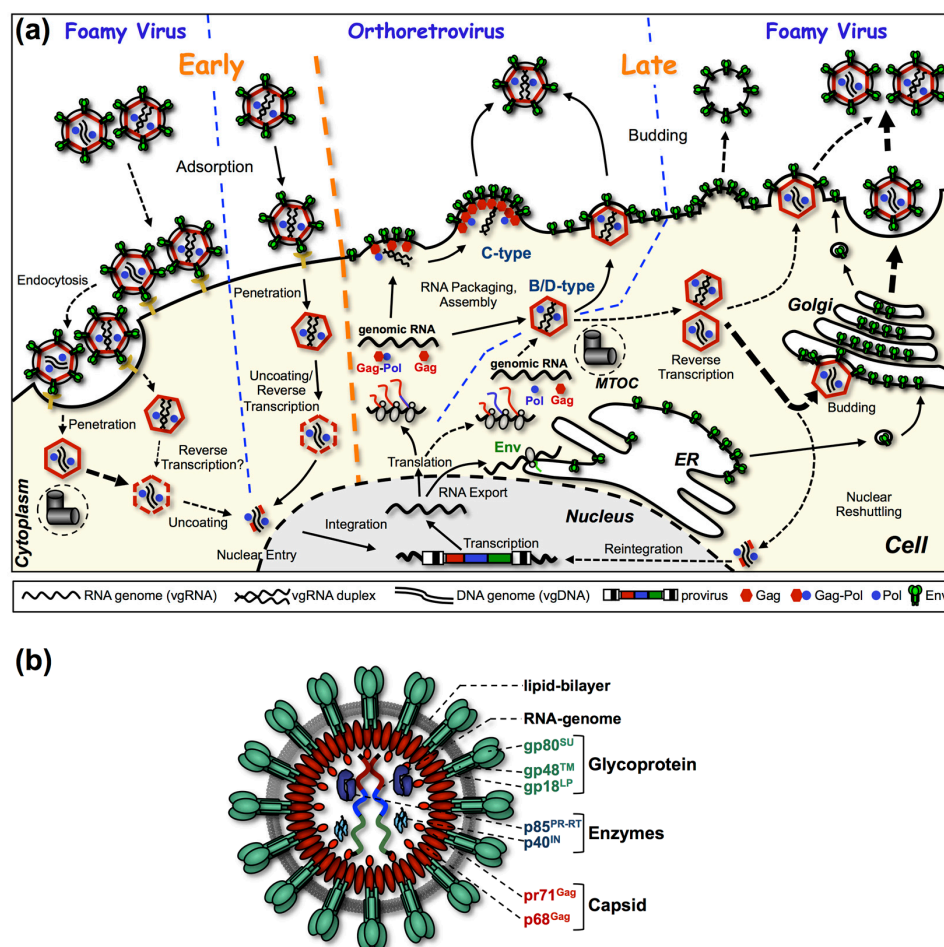 (a)
Foamy Virus
Orthoretrovirus
Foamy Virus
Early
Late
Adsorption
Budding
Endocytosis
Penetration
C-type
RNA Packaging,
Assembly
B/D-type
genomic RNA
Gag-Pol
Gag
Golgi
MTOC
Reverse
Transcription
genomic RNA
Pol
Gag
Budding
Uncoating/
Reverse
Transcription
Penetration
Reverse
Transcription?
Translation
Env
ER
RNA Export
Uncoating
Cytoplasm
Nuclear Entry
Integration
Nucleus
Transcription
Reintegration
Nuclear
Reshuttling
Cell
RNA genome (vgRNA)
vgRNA duplex
DNA genome (vgDNA)
provirus
Gag
Gag-Pol
Pol
Env
(b)
lipid-bilayer
RNA-genome
gp80SU
gp48TM
gp18LP
Glycoprotein
p85PR-RT
p40IN
Enzymes
pr71Gag
p68Gag
Capsid